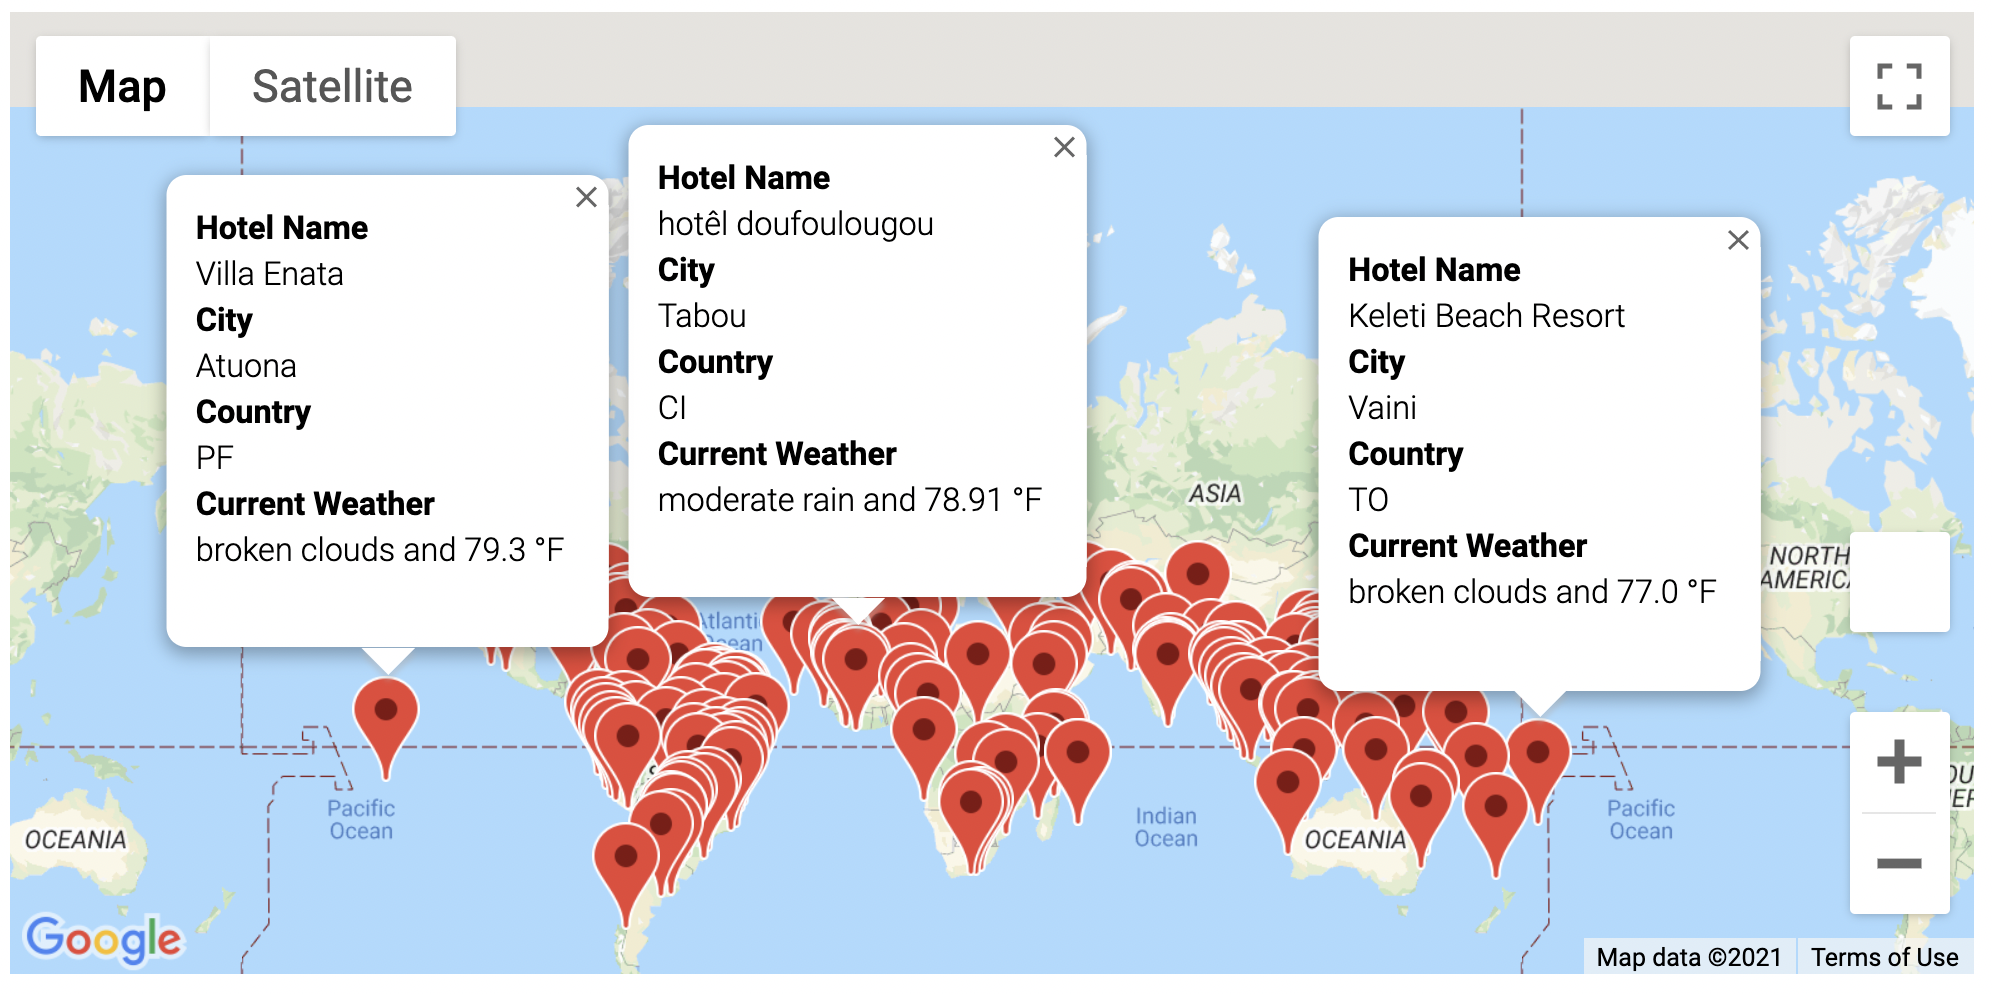 Map
Satellite
Hotel Name
Villa Enata
City
Atuona
Country
PF
Current Weather
broken clouds and 79.3 °F
Hotel Name
hotêl doufoulougou
City
Tabou
Country
CI
Current Weather
moderate rain and 78.91 °F
Hotel Name
Keleti Beach Resort
City
Vaini
Country
TO
Current Weather
broken clouds and 77.0 °F
ASIA
NORTH
Pacific
Ocean
Indian
Ocean
Pacific
Ocean
OCEANIA
OCEANIA
Google
Map data ©2021
Terms of Use